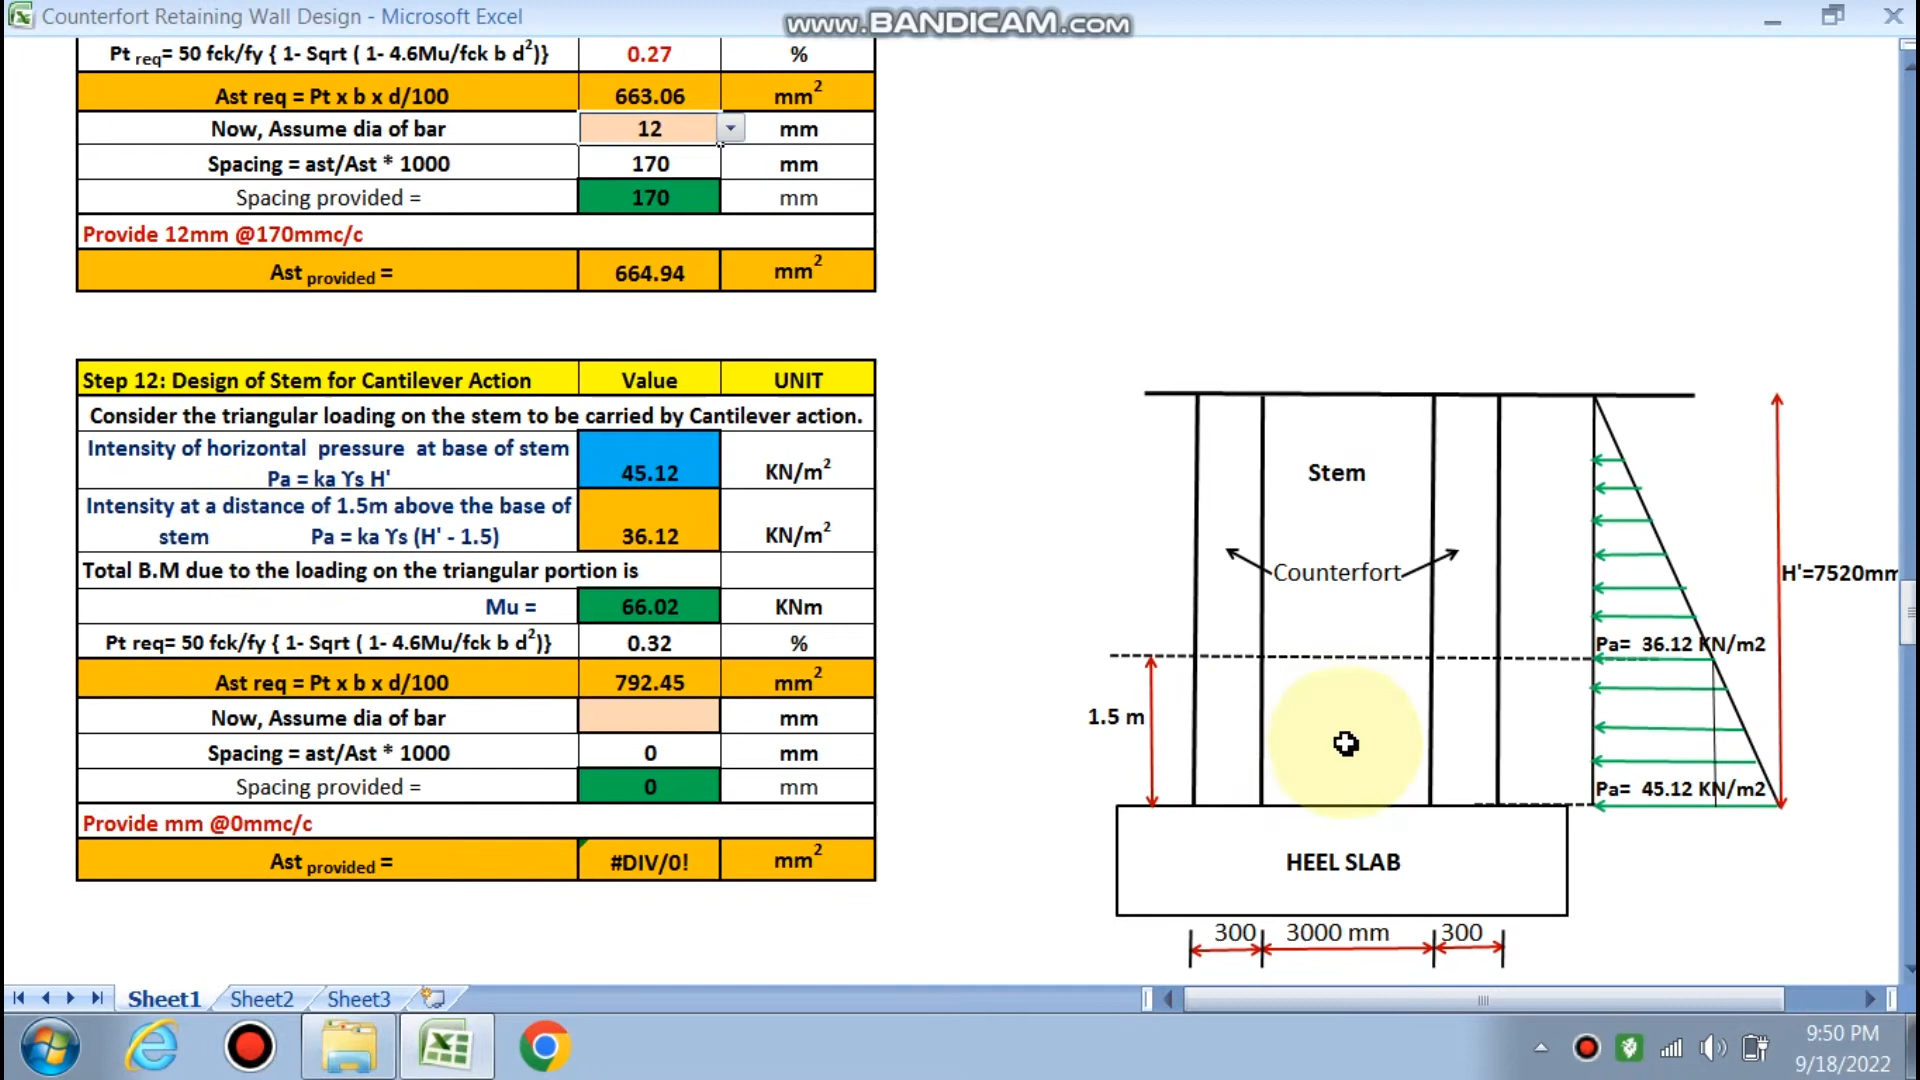 Counterfort Retaining Wall Design - Microsoft Excel
www.BANDICAM.com
Pt req= 50 fck/fy { 1- Sqrt ( 1- 4.6Mu/fck b d2)} 0.27 %
Ast req = Pt x b x d/100 663.06 mm2
Now, Assume dia of bar 12 mm
Spacing = ast/Ast * 1000 170 mm
Spacing provided = 170 mm
Provide 12mm @170mmc/c
Ast provided = 664.94 mm2
Step 12: Design of Stem for Cantilever Action Value UNIT
Consider the triangular loading on the stem to be carried by Cantilever action.
Intensity of horizontal pressure at base of stem
Pa = ka ϒs H' 45.12 KN/m2
Intensity at a distance of 1.5m above the base of
stem Pa = ka ϒs (H' - 1.5) 36.12 KN/m2
Total B.M due to the loading on the triangular portion is
Mu = 66.02 KNm
Pt req= 50 fck/fy { 1- Sqrt ( 1- 4.6Mu/fck b d2)} 0.32 %
Ast req = Pt x b x d/100 792.45 mm2
Now, Assume dia of bar mm
Spacing = ast/Ast * 1000 0 mm
Spacing provided = 0 mm
Provide mm @0mmc/c
Ast provided = #DIV/0! mm2
Stem
Counterfort
H'=7520mm
Pa= 36.12 KN/m2
1.5 m
Pa= 45.12 KN/m2
HEEL SLAB
300 3000 mm 300
Sheet1 Sheet2 Sheet3
9:50 PM
9/18/2022